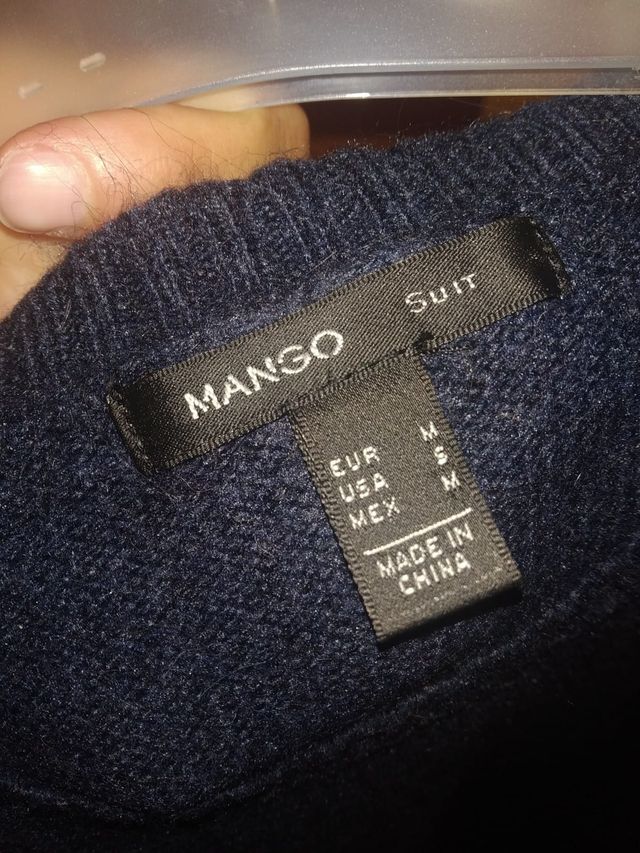 MANGO SUIT
EUR M
USA S
MEX M
MADE IN
CHINA